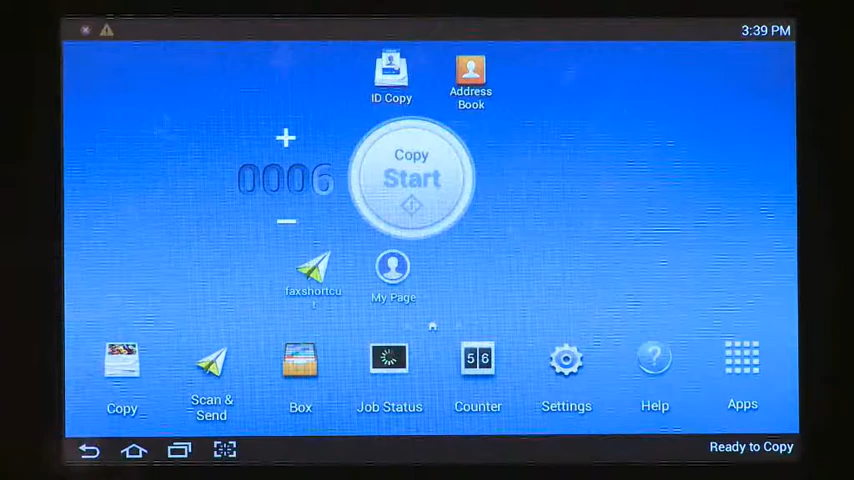 3:39 PM
ID Copy
Address
Book
Copy
0006
Start
faxshortcu
t
My Page
5 6
Copy
Scan &
Send
Box
Job Status
Counter
Settings
Help
Apps
Ready to Copy